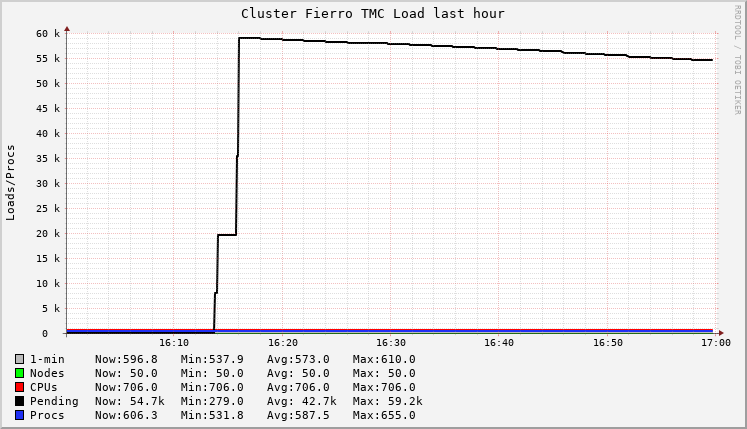 Cluster Fierro TMC Load last hour
RRDTOOL / TOBI OETIKER
Loads/Procs
60 k
55 k
50 k
45 k
40 k
35 k
30 k
25 k
20 k
15 k
10 k
5 k
0
16:10 16:20 16:30 16:40 16:50 17:00
1-min Now:596.8 Min:537.9 Avg:573.0 Max:610.0
Nodes Now: 50.0 Min: 50.0 Avg: 50.0 Max: 50.0
CPUs Now:706.0 Min:706.0 Avg:706.0 Max:706.0
Pending Now: 54.7k Min:279.0 Avg: 42.7k Max: 59.2k
Procs Now:606.3 Min:531.8 Avg:587.5 Max:655.0